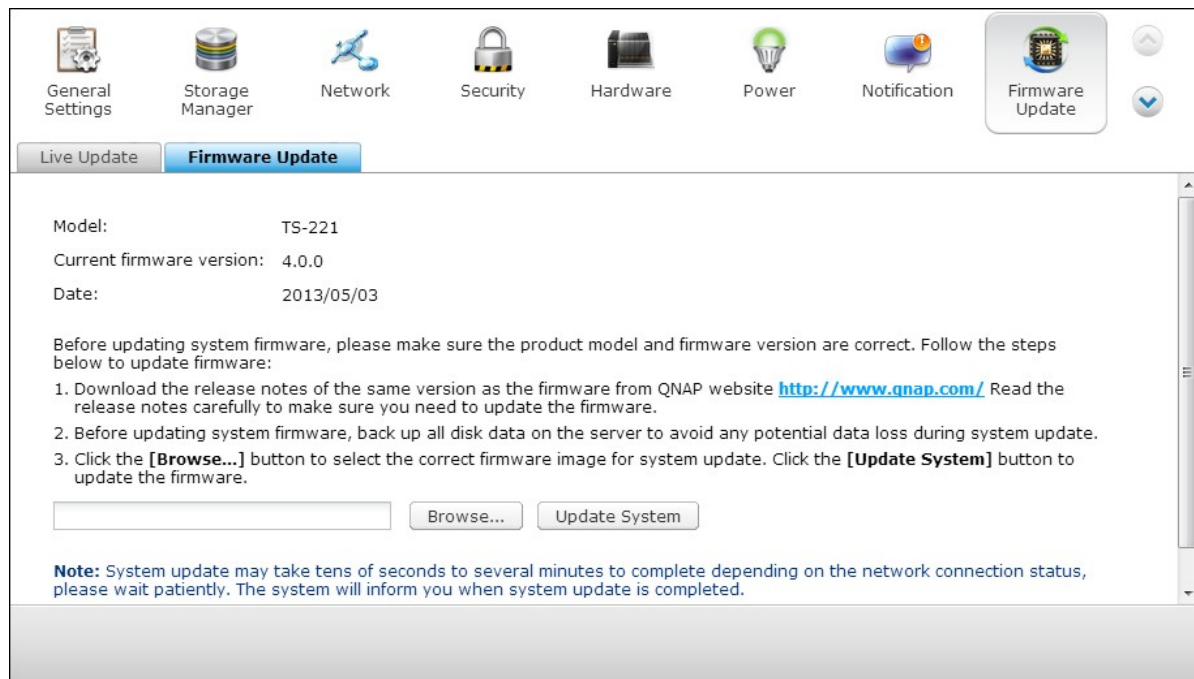 General Settings
Storage Manager
Network
Security
Hardware
Power
Notification
Firmware Update
Live Update
Firmware Update
Model: TS-221
Current firmware version: 4.0.0
Date: 2013/05/03
Before updating system firmware, please make sure the product model and firmware version are correct. Follow the steps
below to update firmware:
1. Download the release notes of the same version as the firmware from QNAP website http://www.qnap.com/ Read the
release notes carefully to make sure you need to update the firmware.
2. Before updating system firmware, back up all disk data on the server to avoid any potential data loss during system update.
3. Click the [Browse...] button to select the correct firmware image for system update. Click the [Update System] button to
update the firmware.
Browse... Update System
Note: System update may take tens of seconds to several minutes to complete depending on the network connection status,
please wait patiently. The system will inform you when system update is completed.